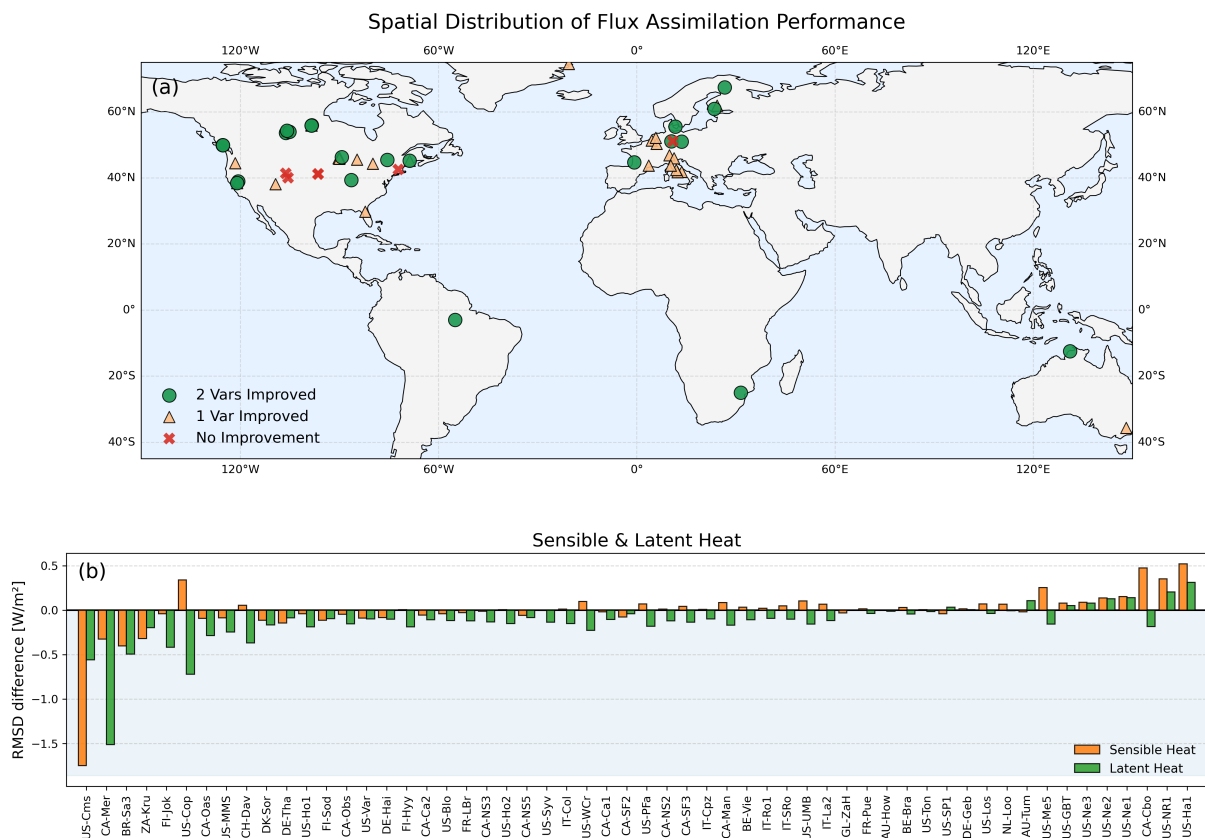 Spatial Distribution of Flux Assimilation Performance
120°W 60°W 0° 60°E 120°E
(a)
60°N 60°N
40°N 40°N
20°N 20°N
0° 0°
20°S 20°S
40°S 40°S
2 Vars Improved
1 Var Improved
No Improvement
120°W 60°W 0° 60°E 120°E
Sensible & Latent Heat
(b)
RMSD difference [W/m²]
0.5
0.0
−0.5
−1.0
−1.5
Sensible Heat
Latent Heat
US-Cms
CA-Mer
BR-Sa3
ZA-Kru
FI-Jok
US-Cop
CA-Oas
US-MMS
CH-Dav
DK-Sor
DE-Tha
US-Ho1
FI-Sod
CA-Obs
US-Var
DE-Hai
FI-Hyy
CA-Ca2
US-Blo
FR-LBr
CA-NS3
US-Ho2
CA-NS5
US-Syv
IT-Col
US-WCr
CA-Ca1
CA-SF2
US-PFa
CA-NS2
CA-SF3
IT-Cpz
CA-Man
BE-Vie
IT-Ro1
IT-SRo
US-UMB
IT-La2
GL-ZaH
FR-Pue
AU-How
BE-Bra
US-Ton
US-SP1
DE-Geb
US-Los
NL-Loo
AU-Tum
US-Me5
US-GBT
US-Ne3
US-Ne2
US-Ne1
CA-Cbo
US-NR1
US-Ha1